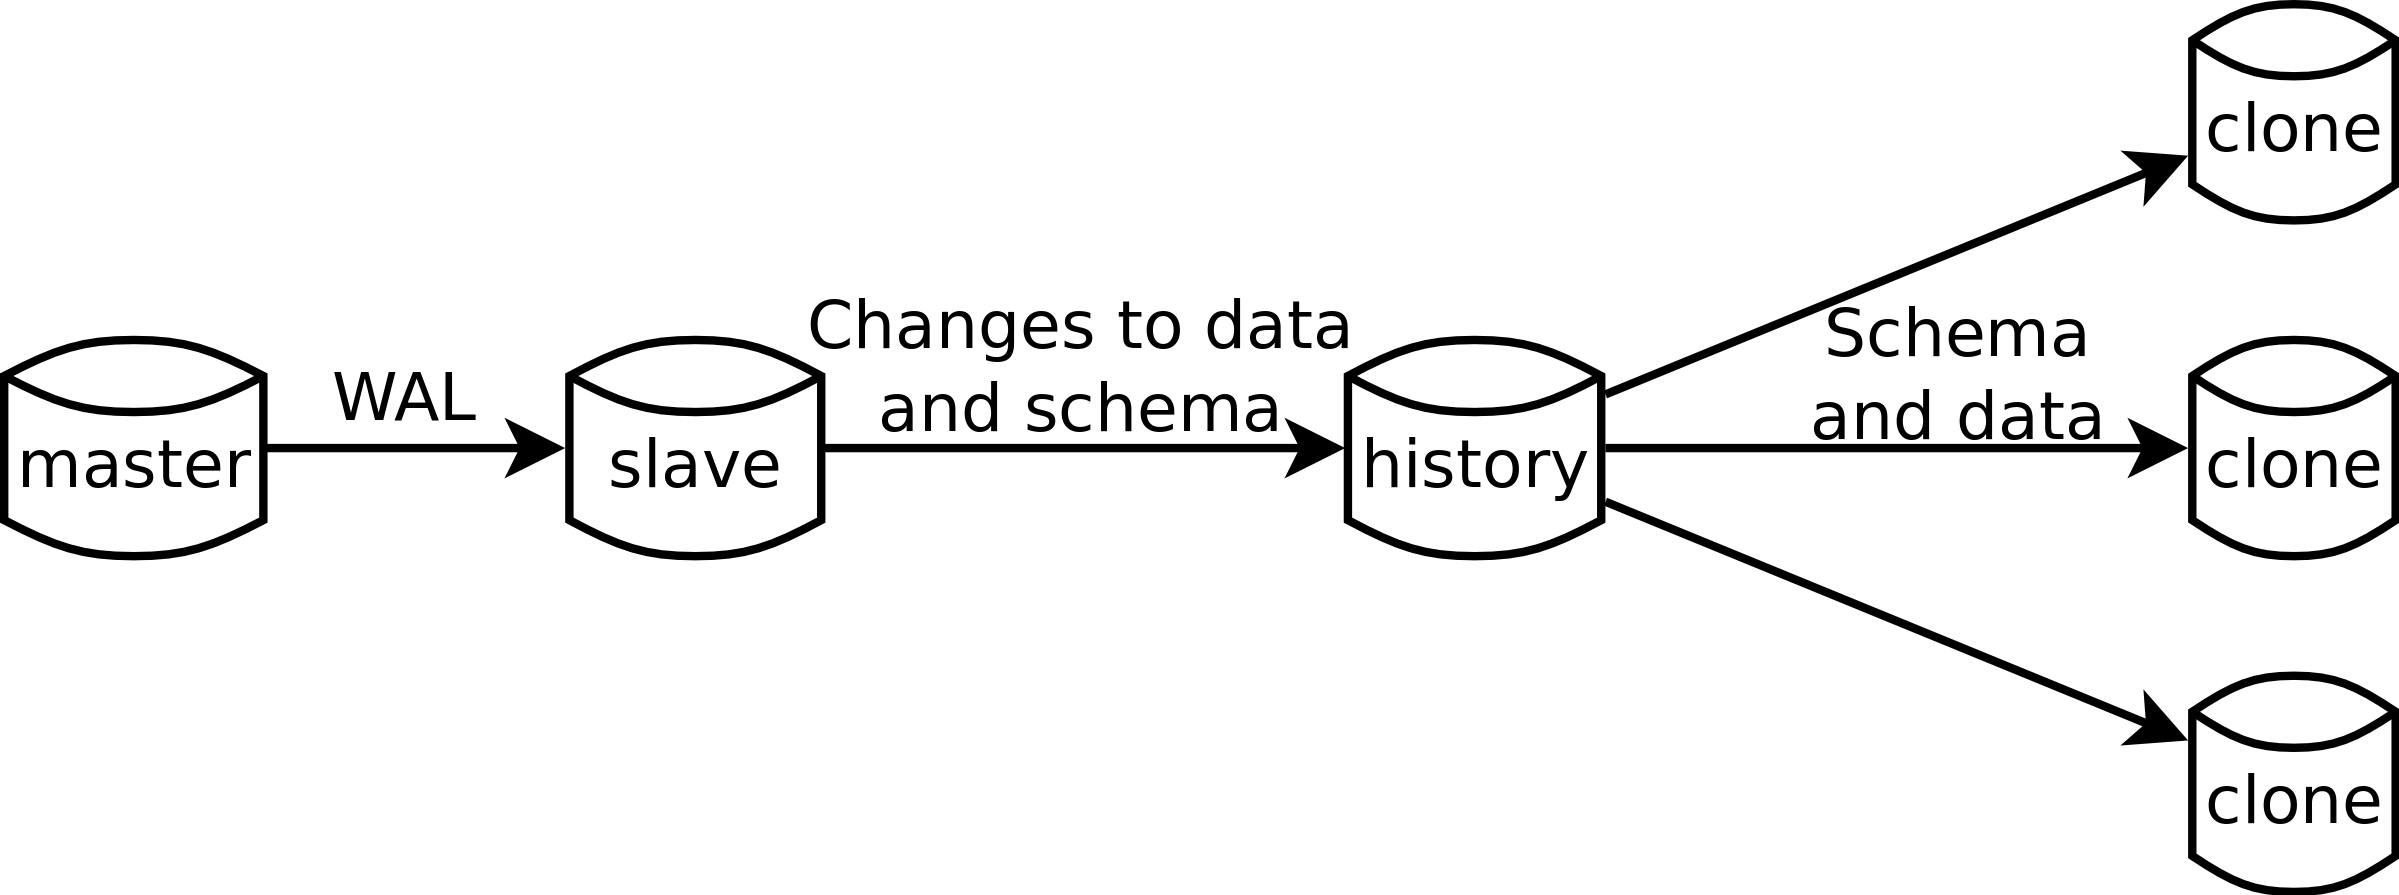 master
WAL
slave
Changes to data
and schema
history
Schema
and data
clone
clone
clone